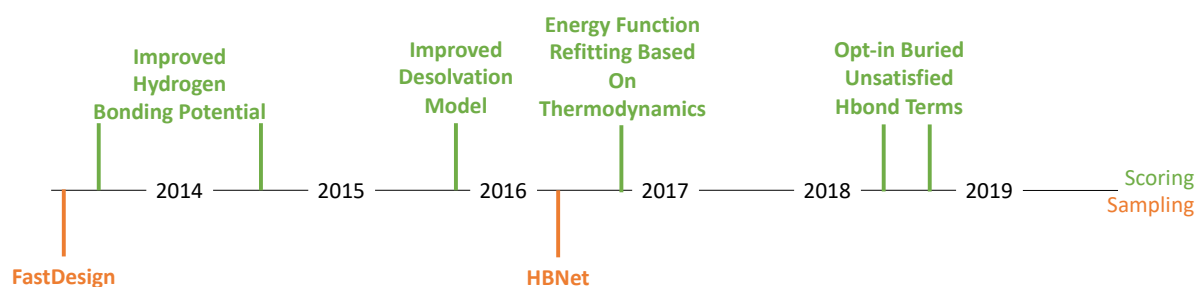 Improved
Hydrogen
Bonding Potential
Improved
Desolvation
Model
Energy Function
Refitting Based
On
Thermodynamics
Opt-in Buried
Unsatisfied
Hbond Terms
2014
2015
2016
2017
2018
2019
Scoring
Sampling
FastDesign
HBNet